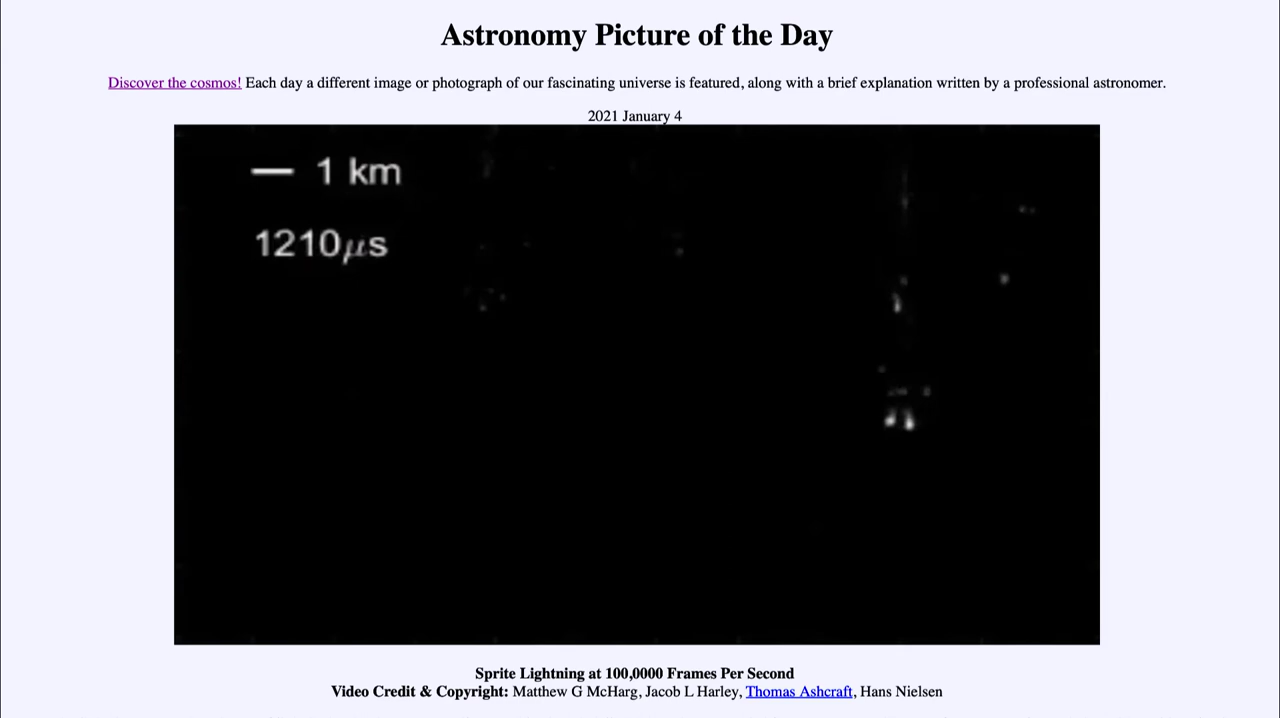 Astronomy Picture of the Day
Discover the cosmos! Each day a different image or photograph of our fascinating universe is featured, along with a brief explanation written by a professional astronomer.
2021 January 4
1 km
1210μs
Sprite Lightning at 100,0000 Frames Per Second
Video Credit & Copyright: Matthew G McHarg, Jacob L Harley, Thomas Ashcraft, Hans Nielsen